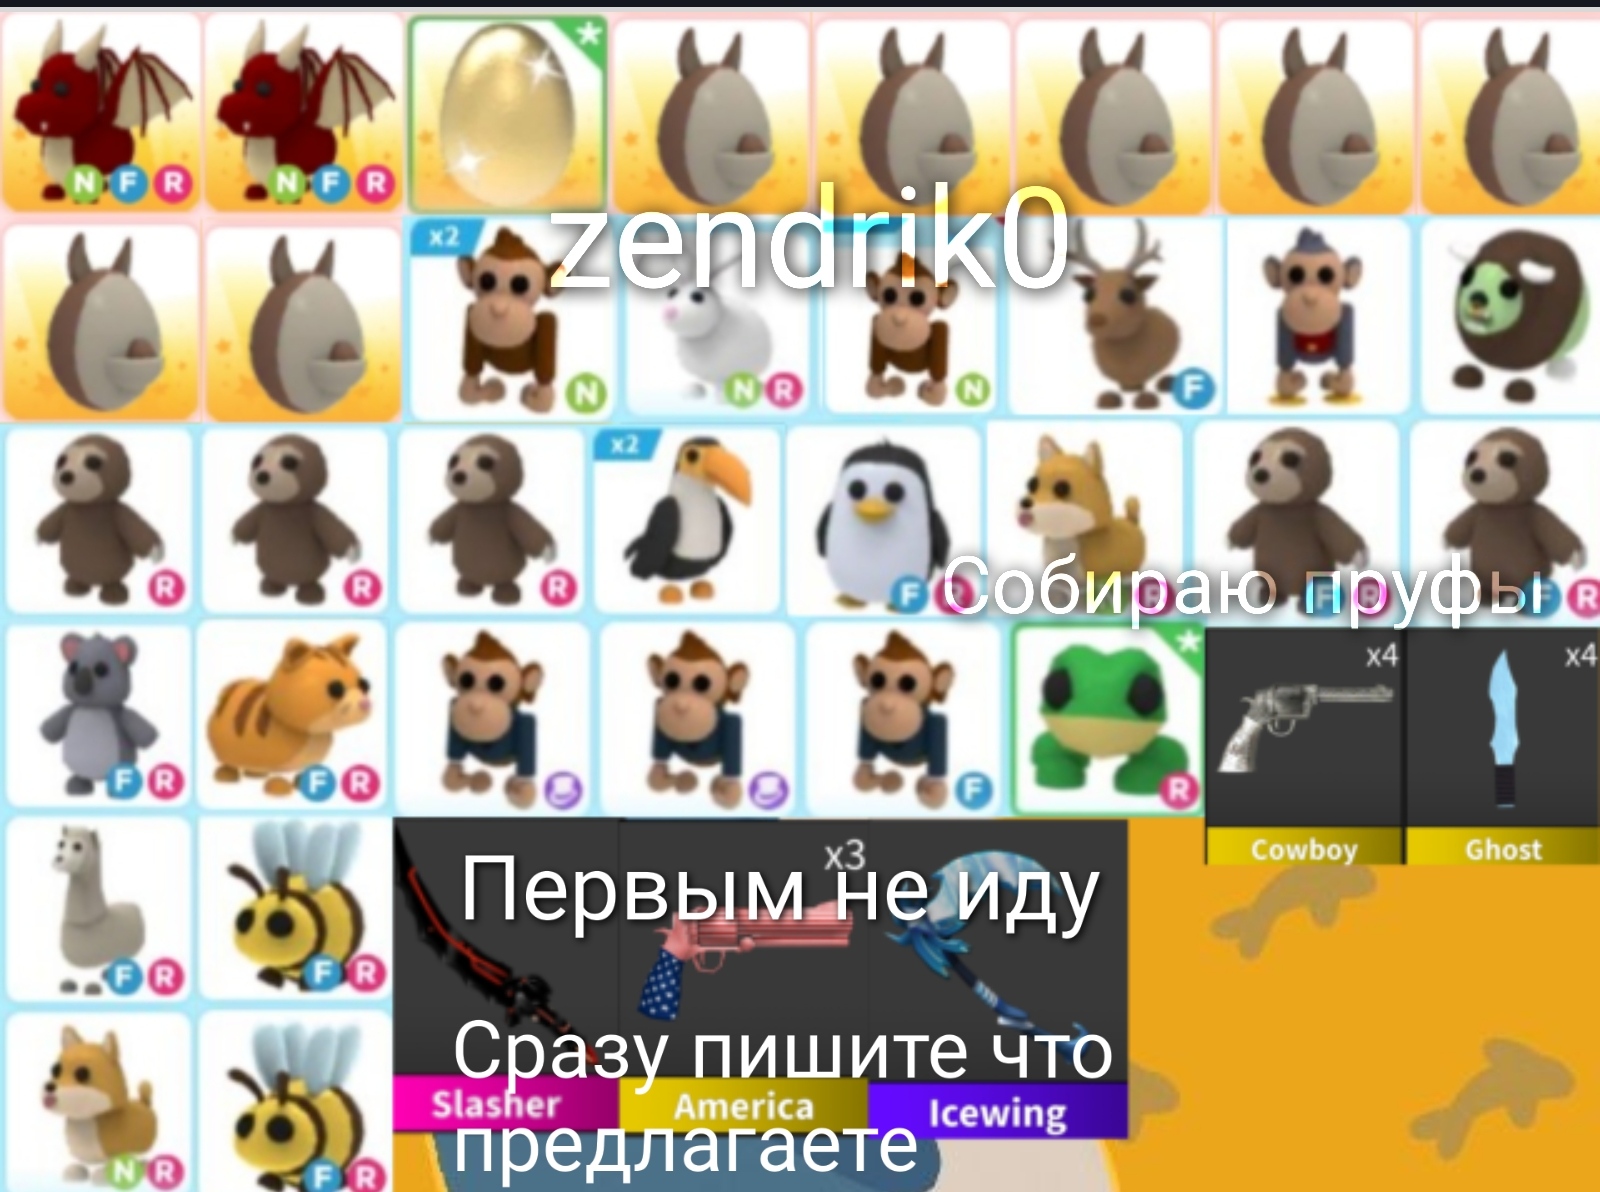 N F R
N F R
x2
zendrik0
N
N R
N
F
R
R
R
x2
F R
R
F R
F R
Собираю пруфы
F R
F R
F
R
x4
x4
Cowboy
Ghost
F R
F R
x3
Первым не иду
Сразу пишите что
предлагаете
Slasher
America
Icewing
N R
F R